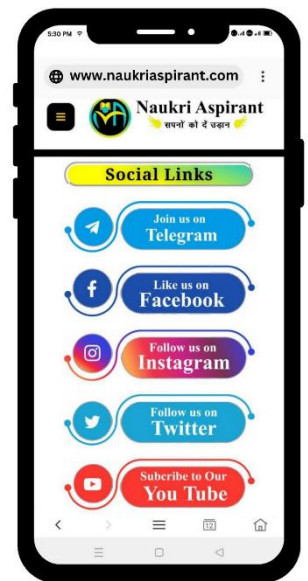 5:30 PM
www.naukriaspirant.com
Naukri Aspirant
सपनों को दें उड़ान
Social Links
Join us on
Telegram
Like us on
Facebook
Follow us on
Instagram
Follow us on
Twitter
Subcribe to Our
You Tube
12